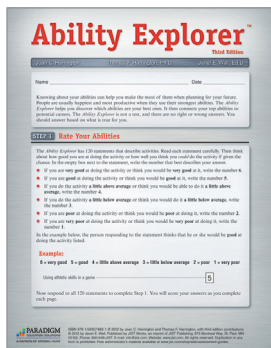 Ability Explorer™
Third Edition
Joan C. Harrington Thomas F. Harrington, Ph.D. Janet E. Wall, Ed.D.
Name Date
Knowing about your abilities can help you make the most of them when planning for your future.
People are usually happiest and most productive when they use their stronger abilities. The Ability
Explorer helps you discover which abilities are your best ones. It then connects your top abilities to
potential careers. The Ability Explorer is not a test, and there are no right or wrong answers. You
should answer based on what is true for you.
STEP 1 Rate Your Abilities
The Ability Explorer has 120 statements that describe activities. Read each statement carefully. Then think
about how good you are at doing the activity or how well you think you could do the activity if given the
chance. In the empty box next to the statement, write the number that best describes your answer.
If you are very good at doing the activity or think you would be very good at it, write the number 6.
If you are good at doing the activity or think you would be good at it, write the number 5.
If you do the activity a little above average or think you would be able to do it a little above
average, write the number 4.
If you do the activity a little below average or think you would do it a little below average, write the
number 3.
If you are poor at doing the activity or think you would be poor at doing it, write the number 2.
If you are very poor at doing the activity or think you would be very poor at doing it, write the
number 1.
In the example below, the person responding to the statement thinks that he or she would be good at
doing the activity listed.
Example:
6 = very good 5 = good 4 = little above average 3 = little below average 2 = poor 1 = very poor
Using athletic skills in a game 5
Now respond to all 120 statements to complete Step 1. You will score your answers as you complete
each page.
PARADIGM
EDUCATION SOLUTIONS